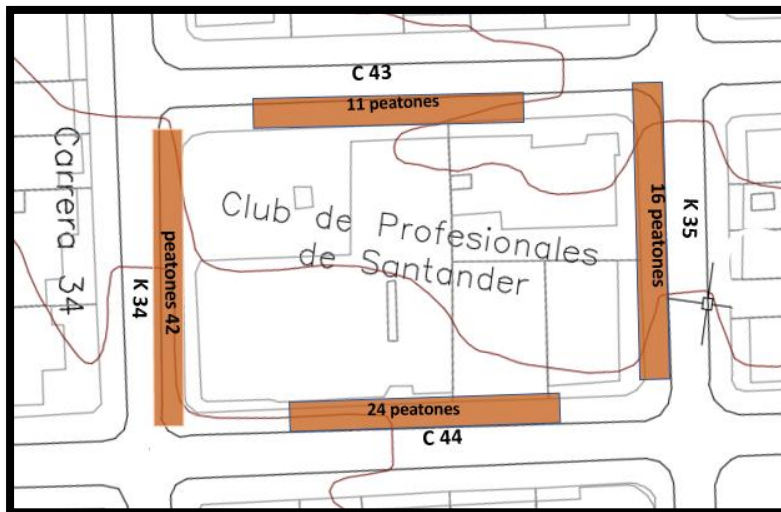 C 43
11 peatones
Carrera 34
K 34
peatones 42
Club de Profesionales
de Santander
16 peatones
K 35
24 peatones
C 44